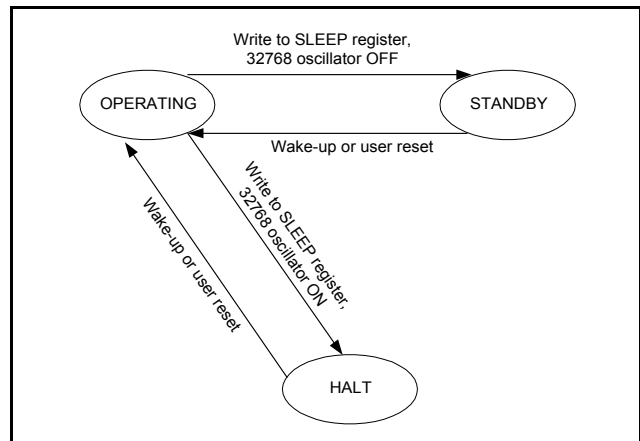 Write to SLEEP register,
32768 oscillator OFF
OPERATING
STANDBY
Wake-up or user reset
Write to SLEEP register,
32768 oscillator ON
Wake-up or user reset
HALT